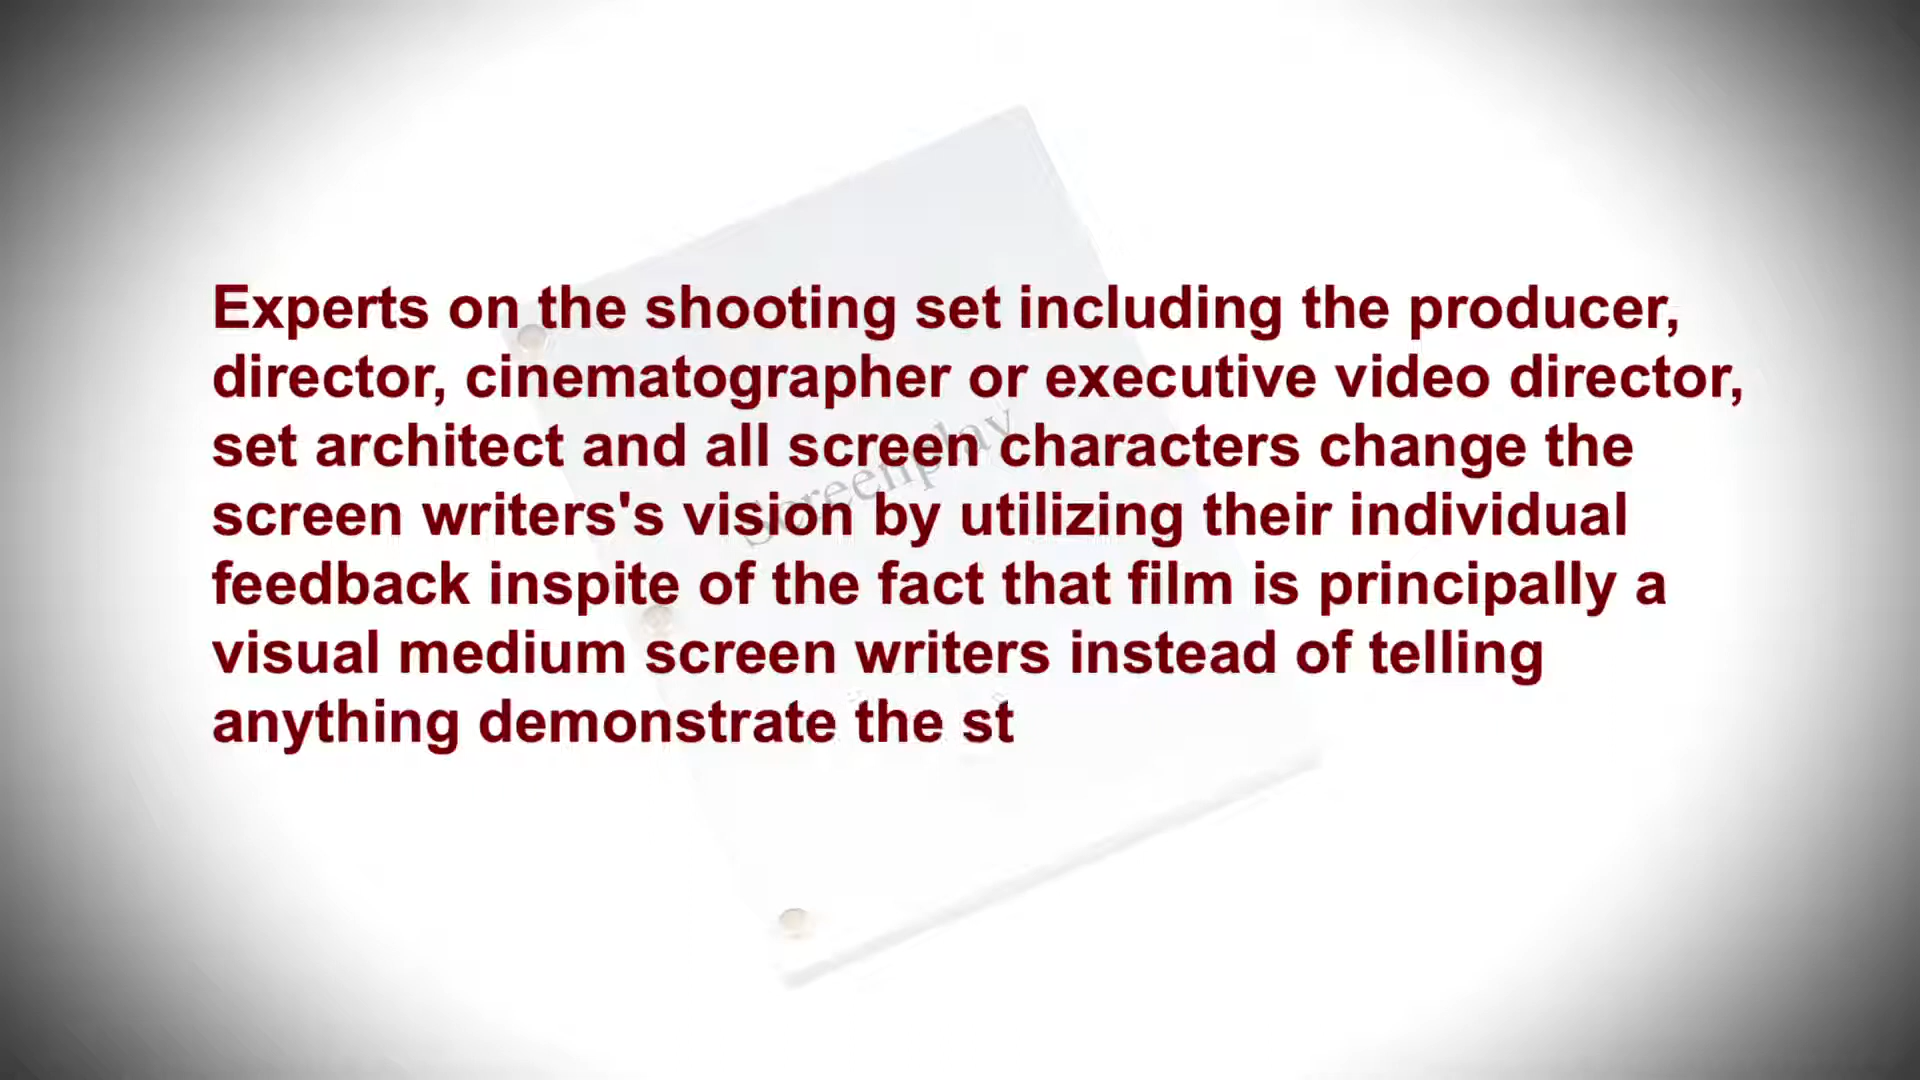 Experts on the shooting set including the producer,
director, cinematographer or executive video director,
set architect and all screen characters change the
screen writers's vision by utilizing their individual
feedback inspite of the fact that film is principally a
visual medium screen writers instead of telling
anything demonstrate the st
Screenplay